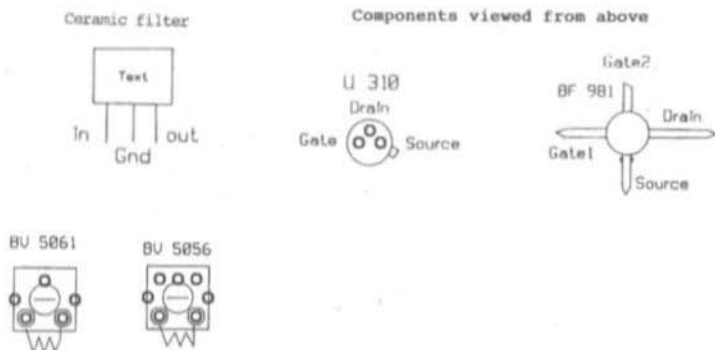 Ceramic filter
Components viewed from above
Text
in
out
Gnd
U 310
Drain
Gate
Source
Gate2
BF 981
Drain
Gate1
Source
BV 5061
BV 5056